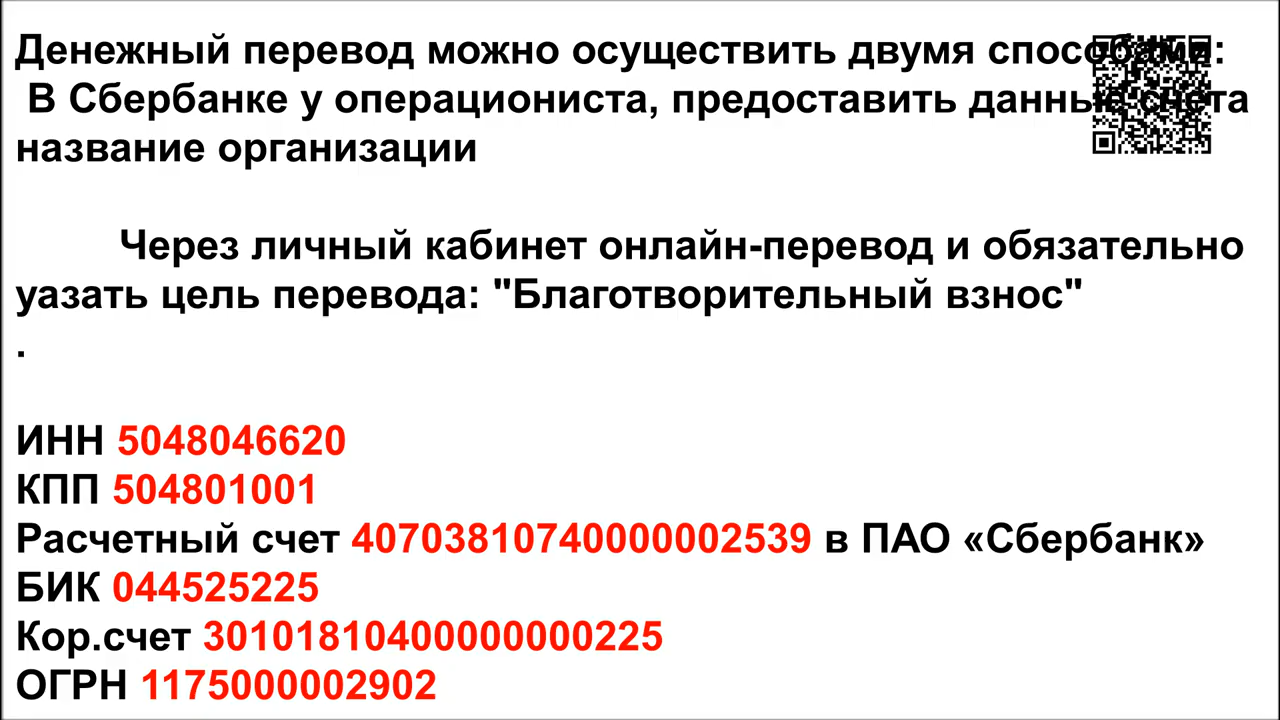 Денежный перевод можно осуществить двумя способами:
В Сбербанке у операциониста, предоставить данные счета
название организации
Через личный кабинет онлайн-перевод и обязательно
уазать цель перевода: "Благотворительный взнос"
.
ИНН 5048046620
КПП 504801001
Расчетный счет 40703810740000002539 в ПАО «Сбербанк»
БИК 044525225
Кор.счет 30101810400000000225
ОГРН 1175000002902